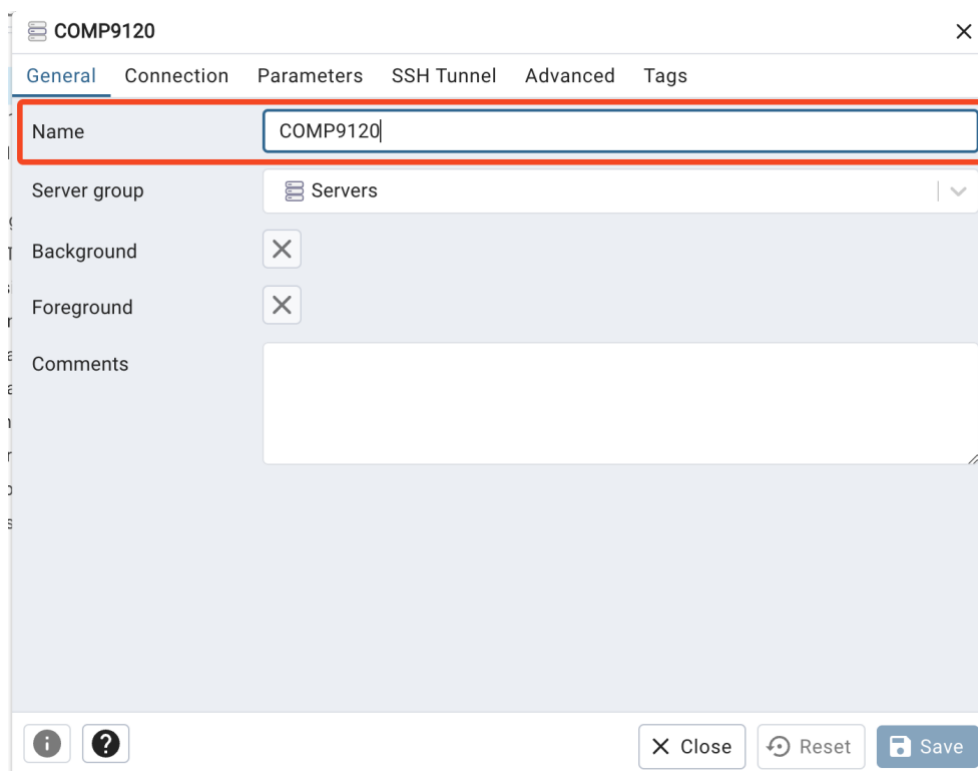 COMP9120
General Connection Parameters SSH Tunnel Advanced Tags
Name COMP9120
Server group Servers
Background
Foreground
Comments
Close Reset Save